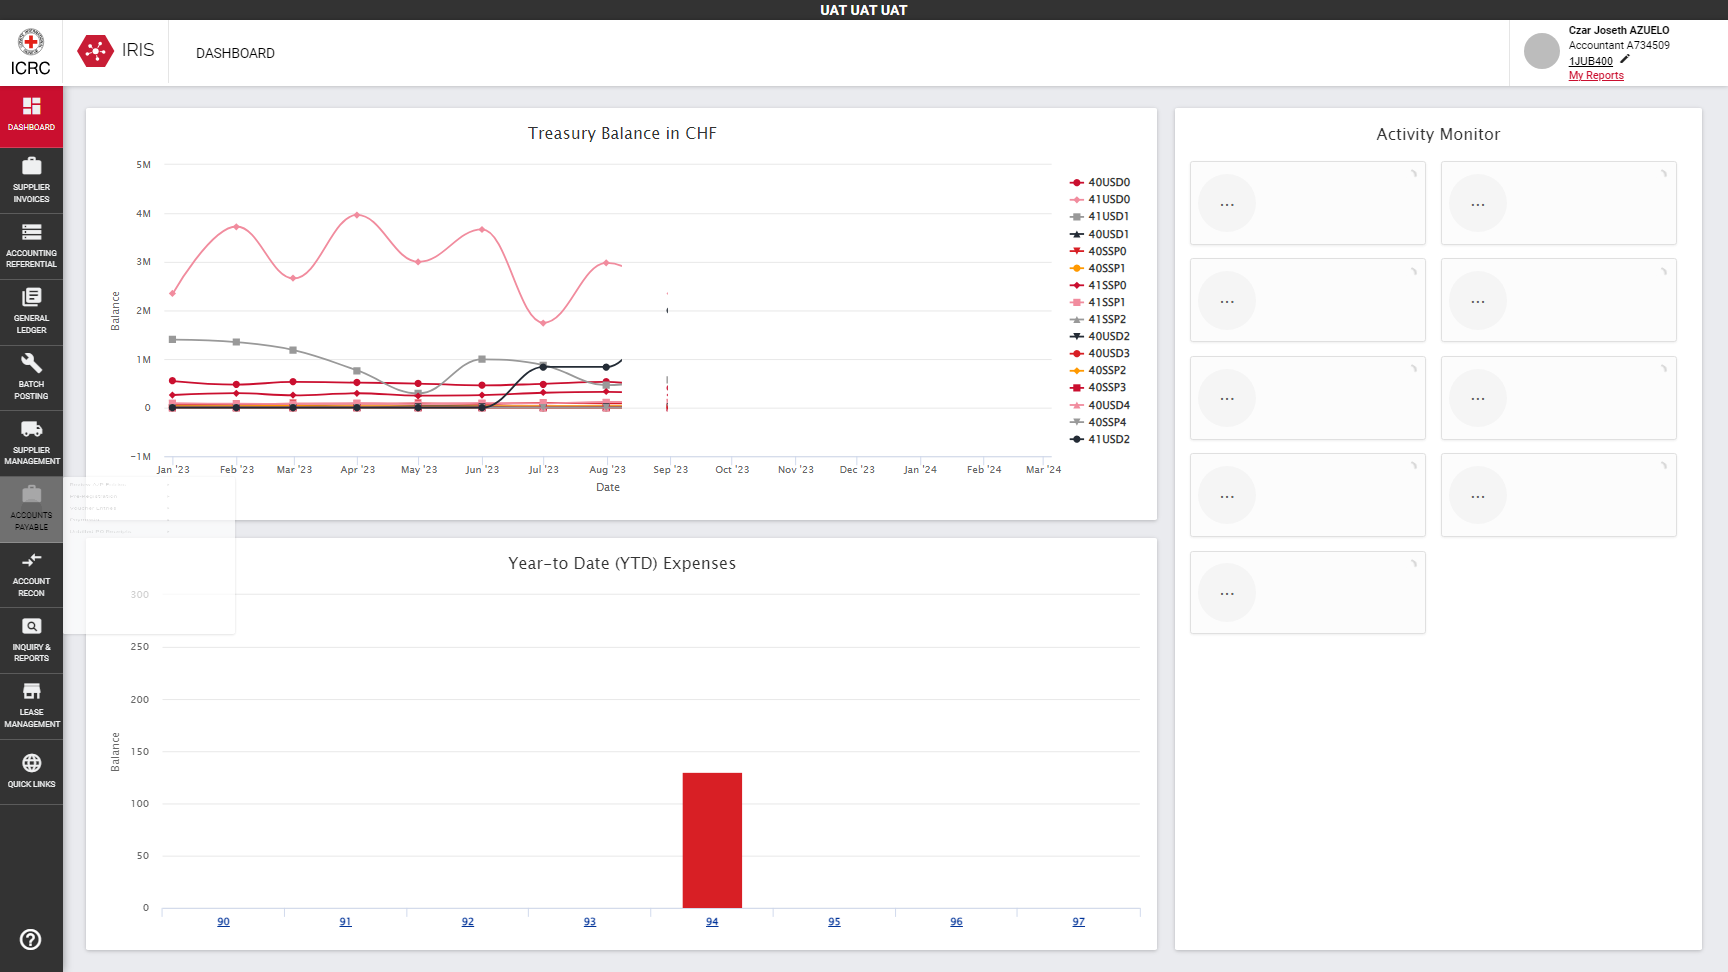 UAT UAT UAT
ICRC
IRIS
DASHBOARD
Czar Joseth AZUELO
Accountant A734509
1JUB400
My Reports
DASHBOARD
SUPPLIER
INVOICES
ACCOUNTING
REFERENTIAL
GENERAL
LEDGER
BATCH
POSTING
SUPPLIER
MANAGEMENT
ACCOUNTS
PAYABLE
ACCOUNT
RECON
INQUIRY &
REPORTS
LEASE
MANAGEMENT
QUICK LINKS
Treasury Balance in CHF
5M
4M
3M
2M
1M
0
-1M
Balance
Jan '23 Feb '23 Mar '23 Apr '23 May '23 Jun '23 Jul '23 Aug '23 Sep '23 Oct '23 Nov '23 Dec '23 Jan '24 Feb '24 Mar '24
Date
40USD0
41USD0
41USD1
40USD1
40SSP0
40SSP1
41SSP0
41SSP1
41SSP2
40USD2
40USD3
40SSP2
40SSP3
40USD4
40SSP4
41USD2
Year-to Date (YTD) Expenses
300
250
200
150
100
50
0
Balance
90 91 92 93 94 95 96 97
Activity Monitor
... ...
... ...
... ...
... ...
...